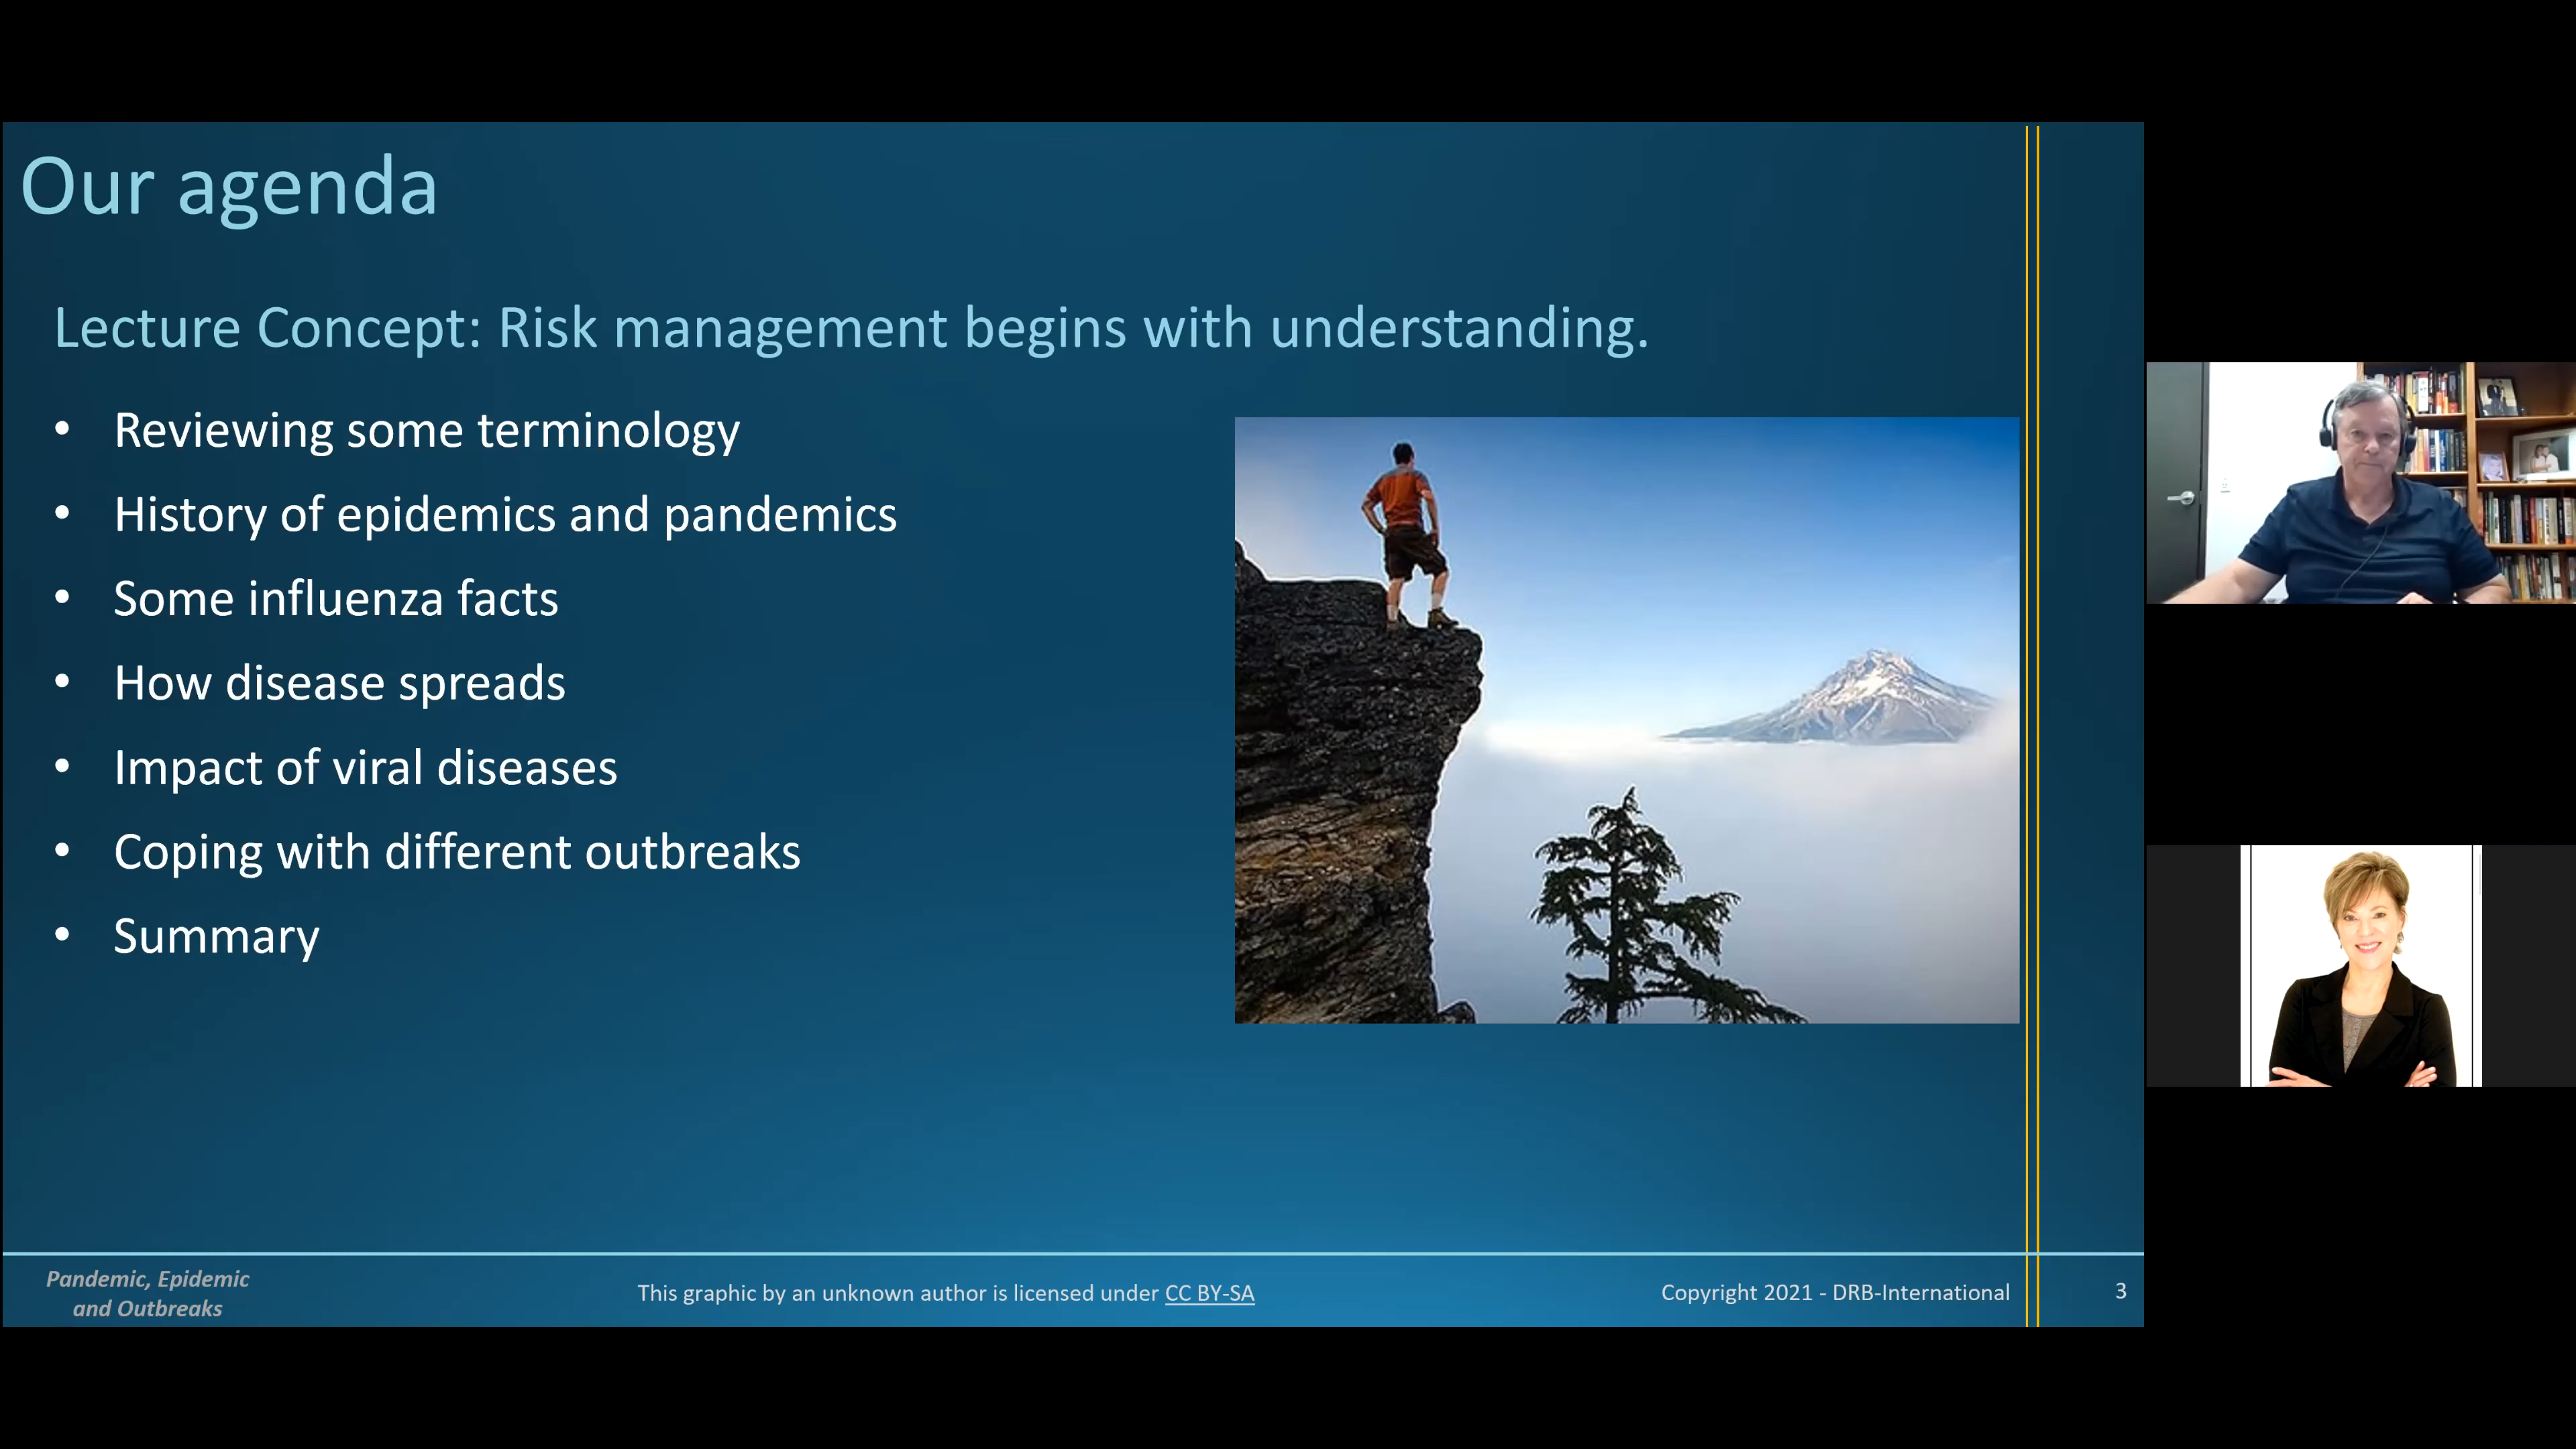 Our agenda
Lecture Concept: Risk management begins with understanding.
• Reviewing some terminology
• History of epidemics and pandemics
• Some influenza facts
• How disease spreads
• Impact of viral diseases
• Coping with different outbreaks
• Summary
Pandemic, Epidemic
and Outbreaks
This graphic by an unknown author is licensed under CC BY-SA
Copyright 2021 - DRB-International
3